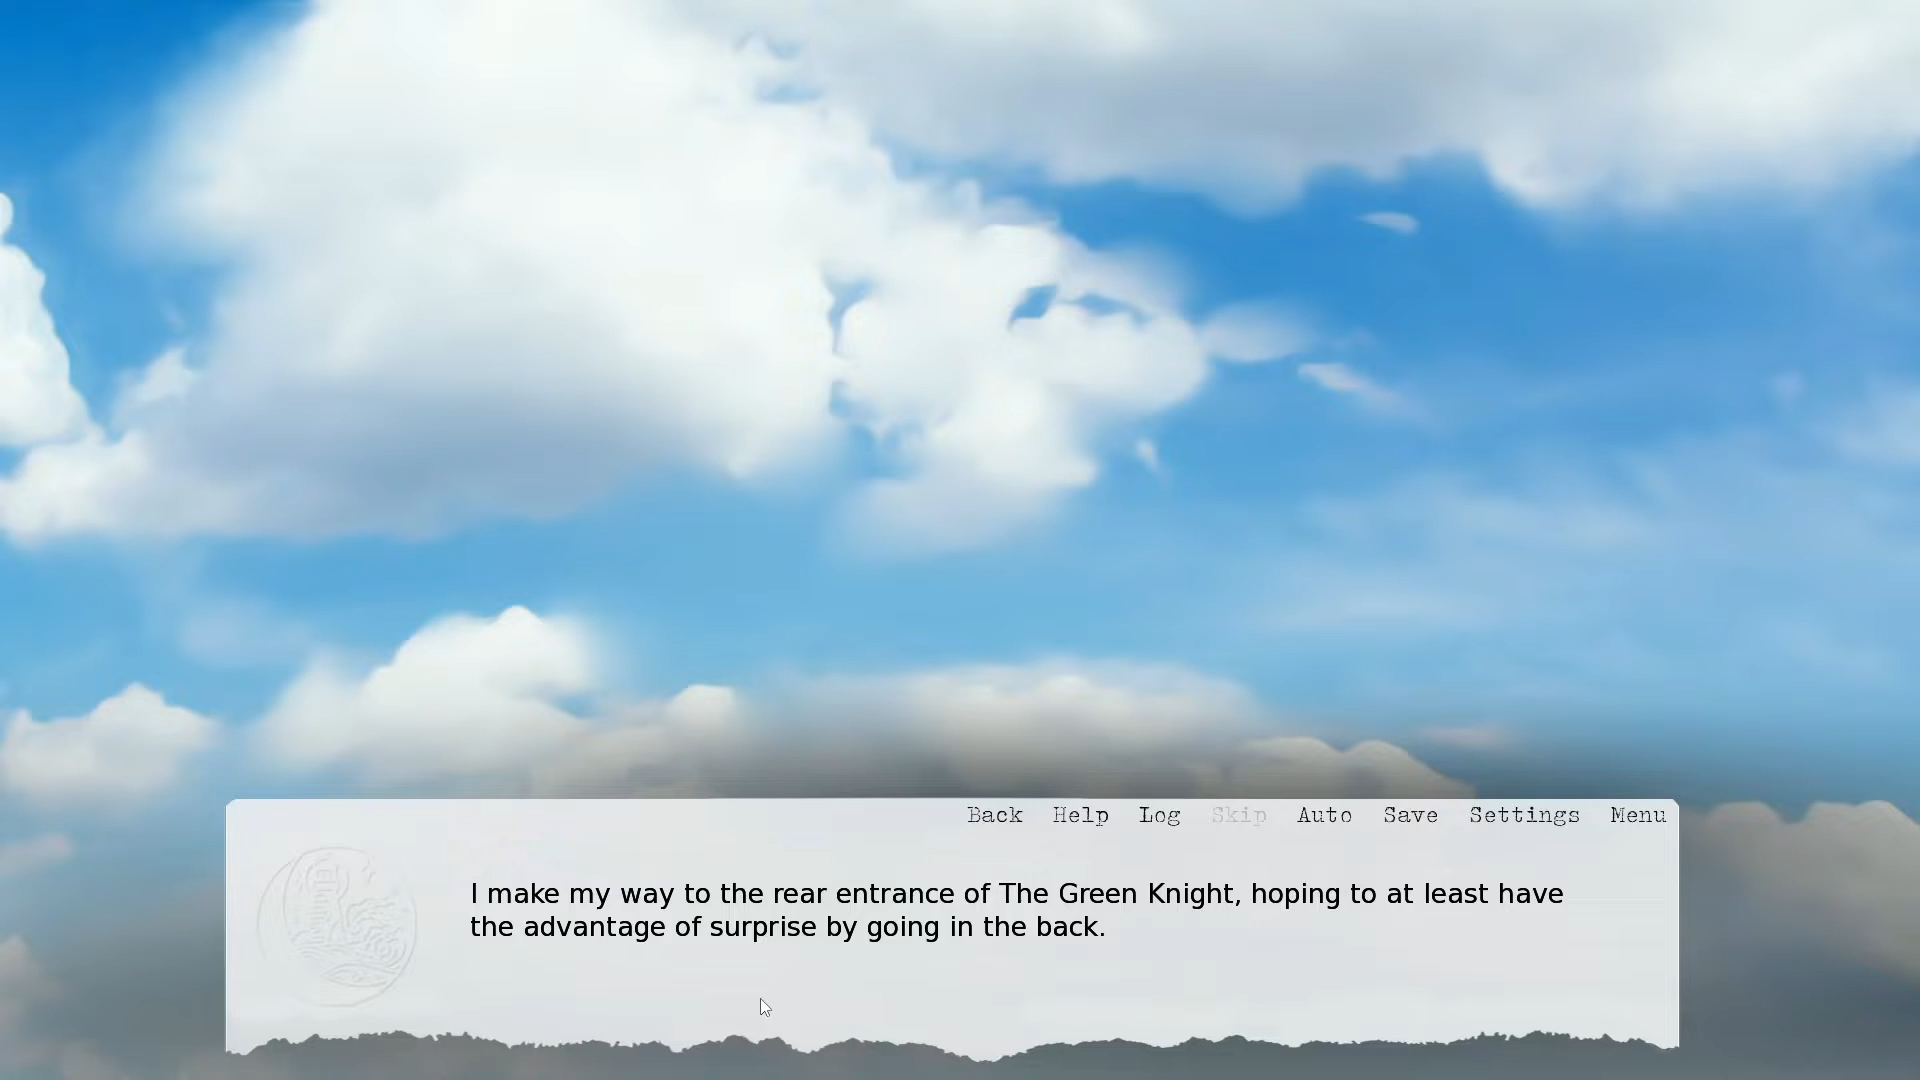 Back Help Log Skip Auto Save Settings Menu
I make my way to the rear entrance of The Green Knight, hoping to at least have
the advantage of surprise by going in the back.